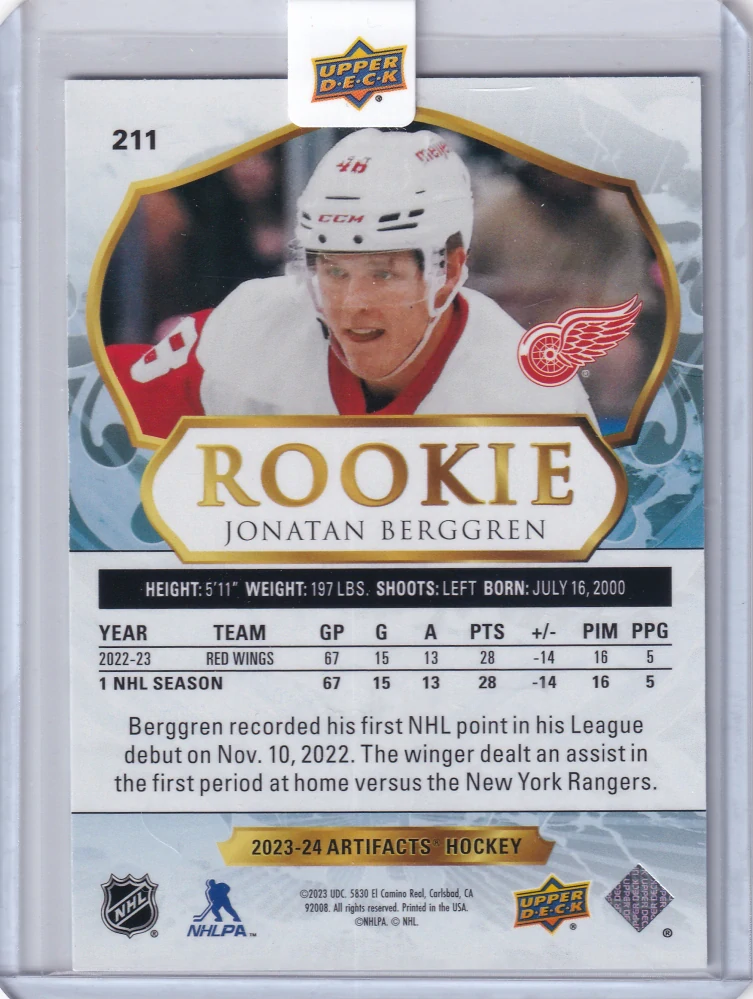 UPPER
D·E·C·K
®
211
48
meijer
CCM
8
®
ROOKIE
JONATAN BERGGREN
HEIGHT: 5'11" WEIGHT: 197 LBS. SHOOTS: LEFT BORN: JULY 16, 2000
YEAR TEAM GP G A PTS +/- PIM PPG
2022-23 RED WINGS 67 15 13 28 -14 16 5
1 NHL SEASON 67 15 13 28 -14 16 5
Berggren recorded his first NHL point in his League
debut on Nov. 10, 2022. The winger dealt an assist in
the first period at home versus the New York Rangers.
2023-24 ARTIFACTS™ HOCKEY
NHL
®
NHLPA™
©2023 UDC. 5830 El Camino Real, Carlsbad, CA
92008. All rights reserved. Printed in the USA.
©NHLPA. © NHL.
UPPER
D·E·C·K
®
®